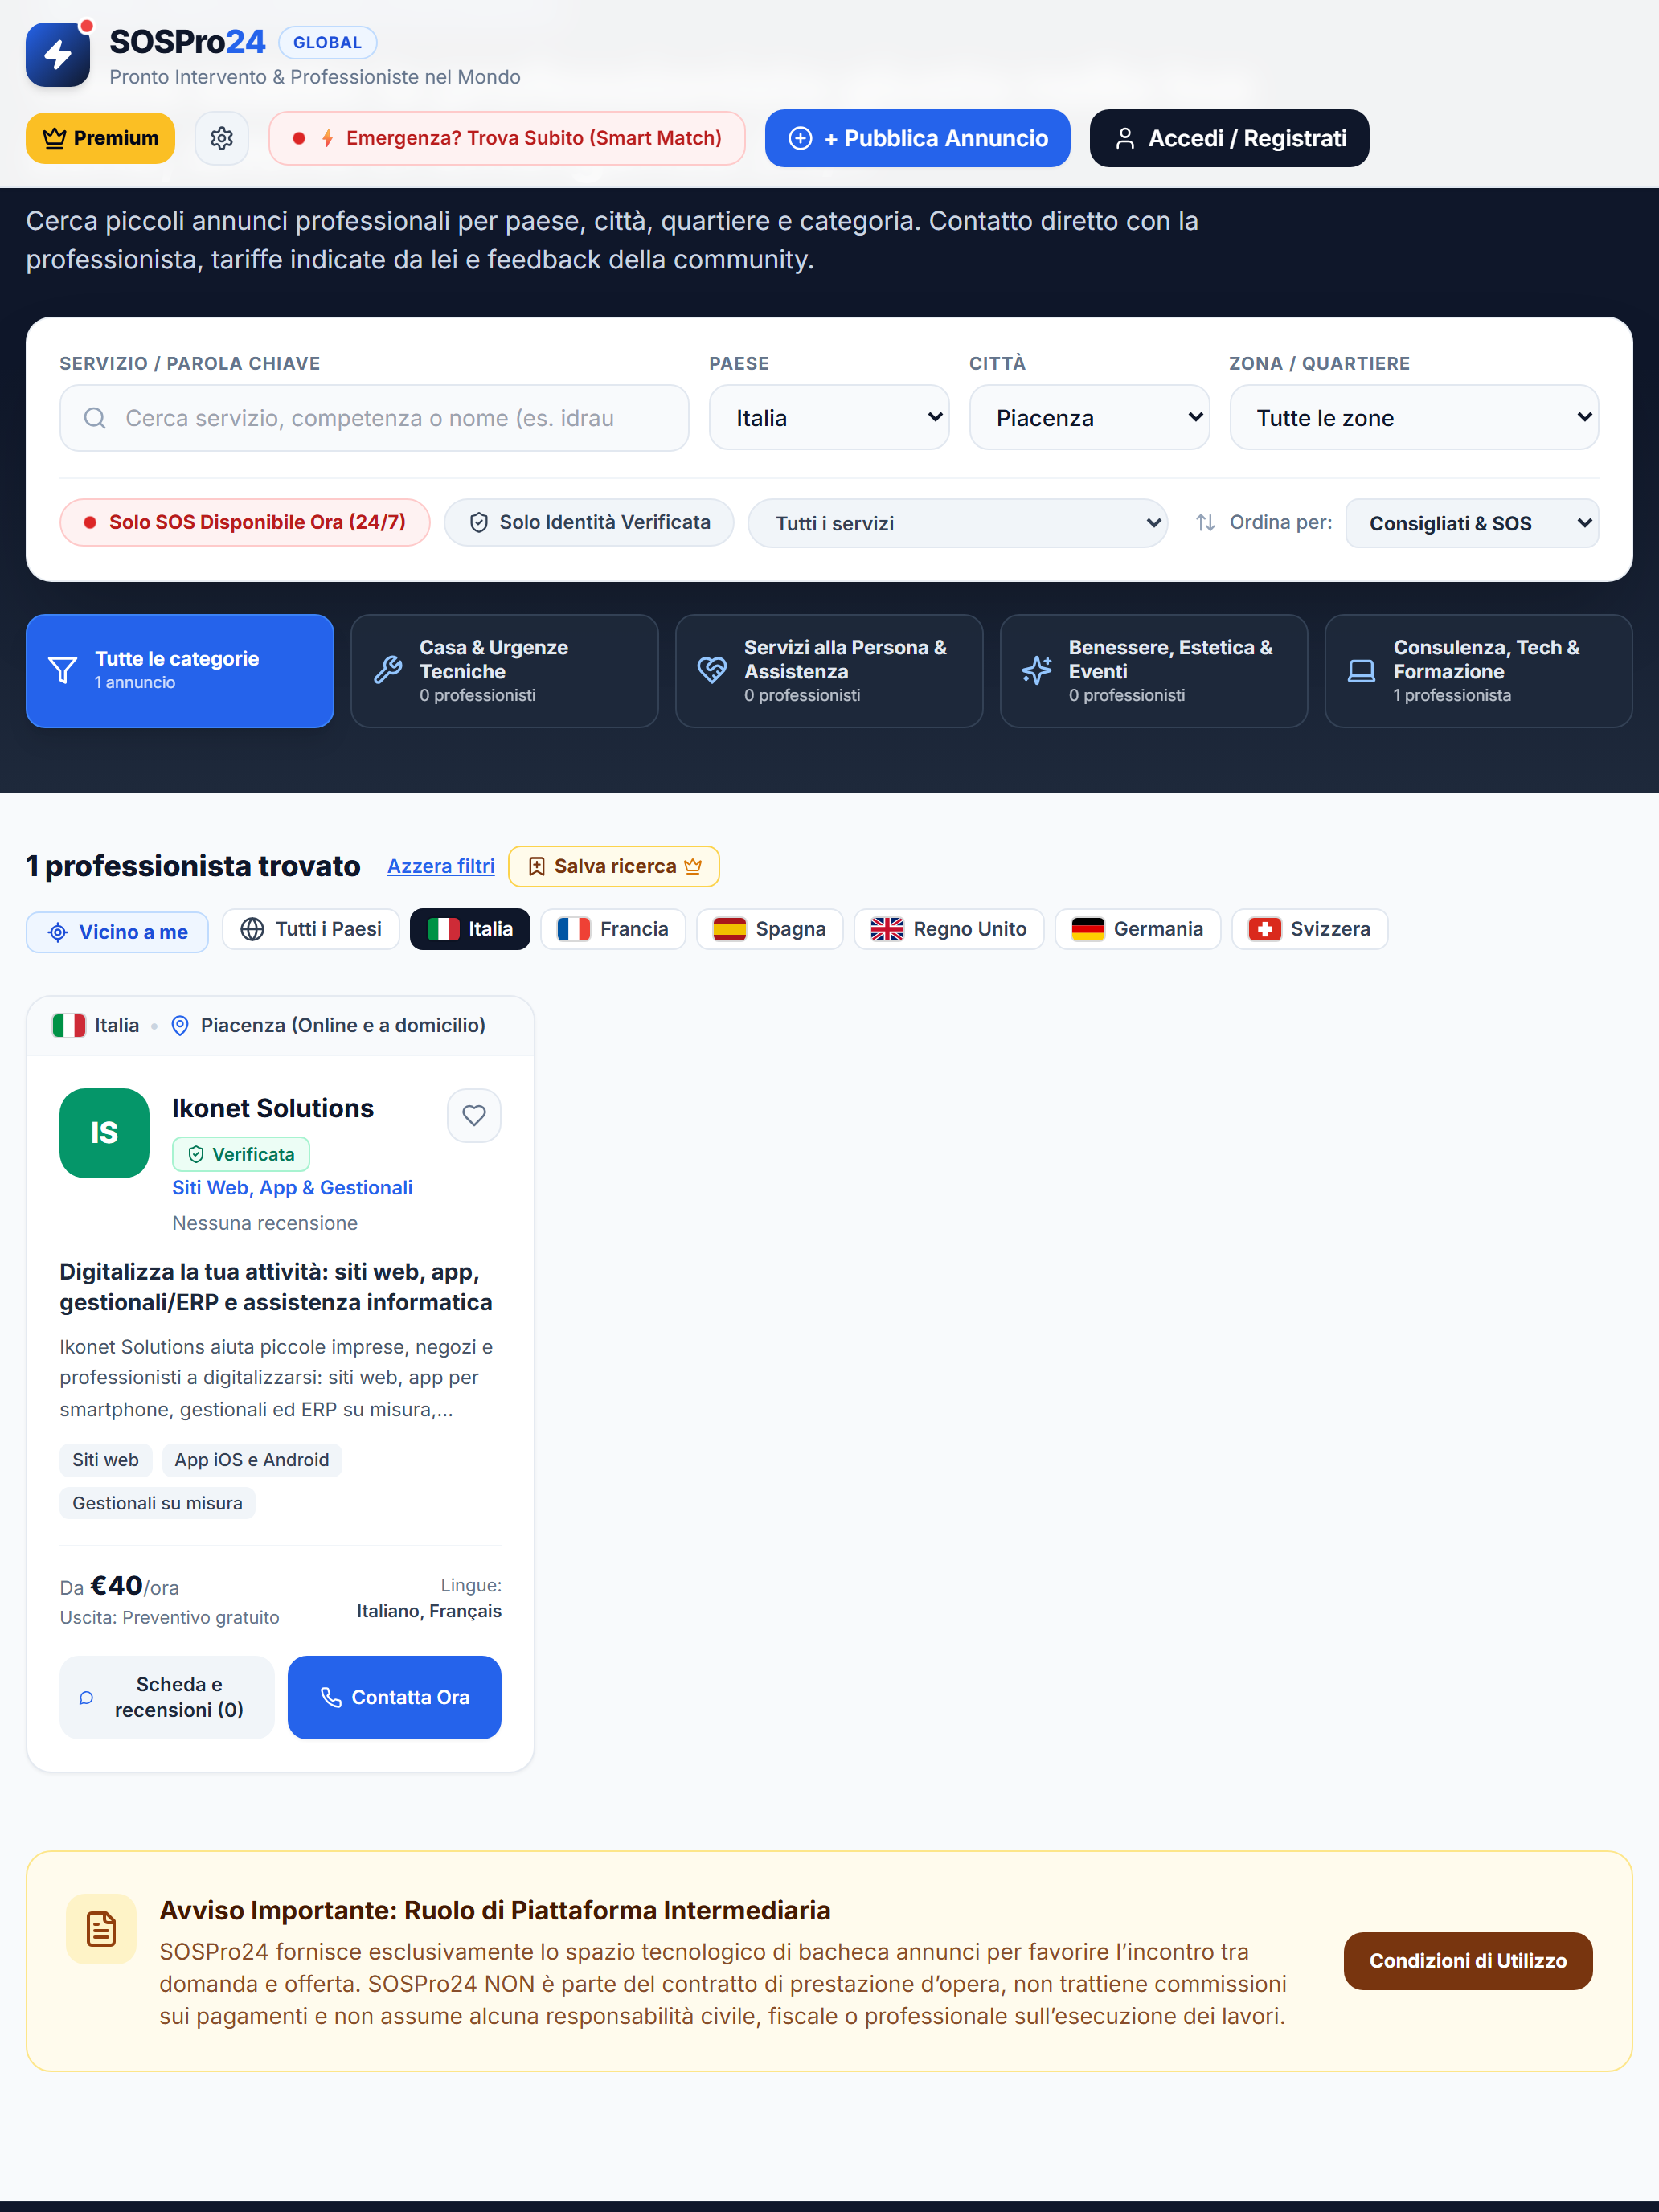 SOSPro24 GLOBAL
Pronto Intervento & Professioniste nel Mondo
Premium
Emergenza? Trova Subito (Smart Match)
+ Pubblica Annuncio
Accedi / Registrati
Cerca piccoli annunci professionali per paese, città, quartiere e categoria. Contatto diretto con la
professionista, tariffe indicate da lei e feedback della community.
SERVIZIO / PAROLA CHIAVE
Cerca servizio, competenza o nome (es. idrau
PAESE
Italia
CITTÀ
Piacenza
ZONA / QUARTIERE
Tutte le zone
Solo SOS Disponibile Ora (24/7)
Solo Identità Verificata
Tutti i servizi
Ordina per:
Consigliati & SOS
Tutte le categorie
1 annuncio
Casa & Urgenze
Tecniche
0 professionisti
Servizi alla Persona &
Assistenza
0 professionisti
Benessere, Estetica &
Eventi
0 professionisti
Consulenza, Tech &
Formazione
1 professionista
1 professionista trovato
Azzera filtri
Salva ricerca
Vicino a me
Tutti i Paesi
Italia
Francia
Spagna
Regno Unito
Germania
Svizzera
Italia • Piacenza (Online e a domicilio)
IS
Ikonet Solutions
Verificata
Siti Web, App & Gestionali
Nessuna recensione
Digitalizza la tua attività: siti web, app,
gestionali/ERP e assistenza informatica
Ikonet Solutions aiuta piccole imprese, negozi e
professionisti a digitalizzarsi: siti web, app per
smartphone, gestionali ed ERP su misura,...
Siti web
App iOS e Android
Gestionali su misura
Da €40/ora
Uscita: Preventivo gratuito
Lingue:
Italiano, Français
Scheda e
recensioni (0)
Contatta Ora
Avviso Importante: Ruolo di Piattaforma Intermediaria
SOSPro24 fornisce esclusivamente lo spazio tecnologico di bacheca annunci per favorire l’incontro tra
domanda e offerta. SOSPro24 NON è parte del contratto di prestazione d’opera, non trattiene commissioni
sui pagamenti e non assume alcuna responsabilità civile, fiscale o professionale sull’esecuzione dei lavori.
Condizioni di Utilizzo